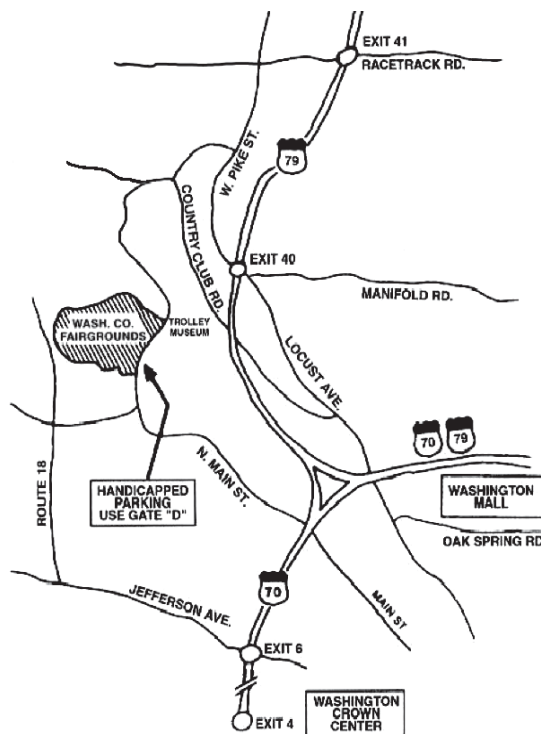 EXIT 41
RACETRACK RD.
W. PIKE ST.
79
COUNTRY CLUB RD.
EXIT 40
MANIFOLD RD.
WASH. CO.
FAIRGROUNDS
TROLLEY
MUSEUM
LOCUST AVE.
70
79
ROUTE 18
N. MAIN ST.
HANDICAPPED
PARKING
USE GATE "D"
WASHINGTON
MALL
OAK SPRING RD
70
MAIN ST
JEFFERSON AVE.
EXIT 6
WASHINGTON
CROWN
CENTER
EXIT 4